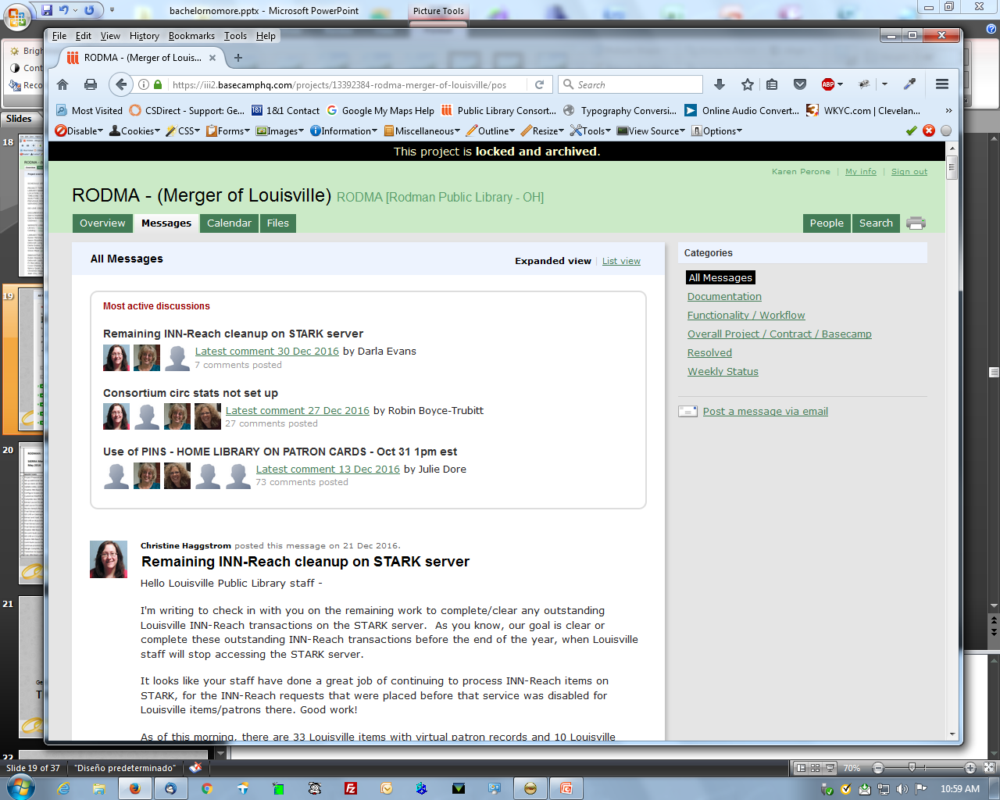 bachelornomore.pptx - Microsoft PowerPoint
Picture Tools
File Edit View History Bookmarks Tools Help
RODMA - (Merger of Louis...
https://iii2.basecamphq.com/projects/13392384-rodma-merger-of-louisville/pos
Search
ABP
Most Visited
CSDirect - Support: Ge...
1&1 Contact
Google My Maps Help
Public Library Consort...
Typography Conversi...
Online Audio Convert...
WKYC.com | Clevelan...
Disable Cookies CSS Forms Images Information Miscellaneous Outline Resize Tools View Source Options
Brigh
Cont
Reco
Slides
18
19
20
21
22
This project is locked and archived.
Karen Perone | My info | Sign out
RODMA - (Merger of Louisville) RODMA [Rodman Public Library - OH]
Overview Messages Calendar Files
People Search
All Messages
Expanded view | List view
Most active discussions
Remaining INN-Reach cleanup on STARK server
Latest comment 30 Dec 2016 by Darla Evans
7 comments posted
Consortium circ stats not set up
Latest comment 27 Dec 2016 by Robin Boyce-Trubitt
27 comments posted
Use of PINS - HOME LIBRARY ON PATRON CARDS - Oct 31 1pm est
Latest comment 13 Dec 2016 by Julie Dore
73 comments posted
Categories
All Messages
Documentation
Functionality / Workflow
Overall Project / Contract / Basecamp
Resolved
Weekly Status
Post a message via email
Christine Haggstrom posted this message on 21 Dec 2016.
Remaining INN-Reach cleanup on STARK server
Hello Louisville Public Library staff -
I'm writing to check in with you on the remaining work to complete/clear any outstanding
Louisville INN-Reach transactions on the STARK server. As you know, our goal is clear or
complete these outstanding INN-Reach transactions before the end of the year, when Louisville
staff will stop accessing the STARK server.
It looks like your staff have done a great job of continuing to process INN-Reach items on
STARK, for the INN-Reach requests that were placed before that service was disabled for
Louisville items/patrons there. Good work!
As of this morning, there are 33 Louisville items with virtual patron records and 10 Louisville
Slide 19 of 37
"Diseño predeterminado"
70%
10:59 AM